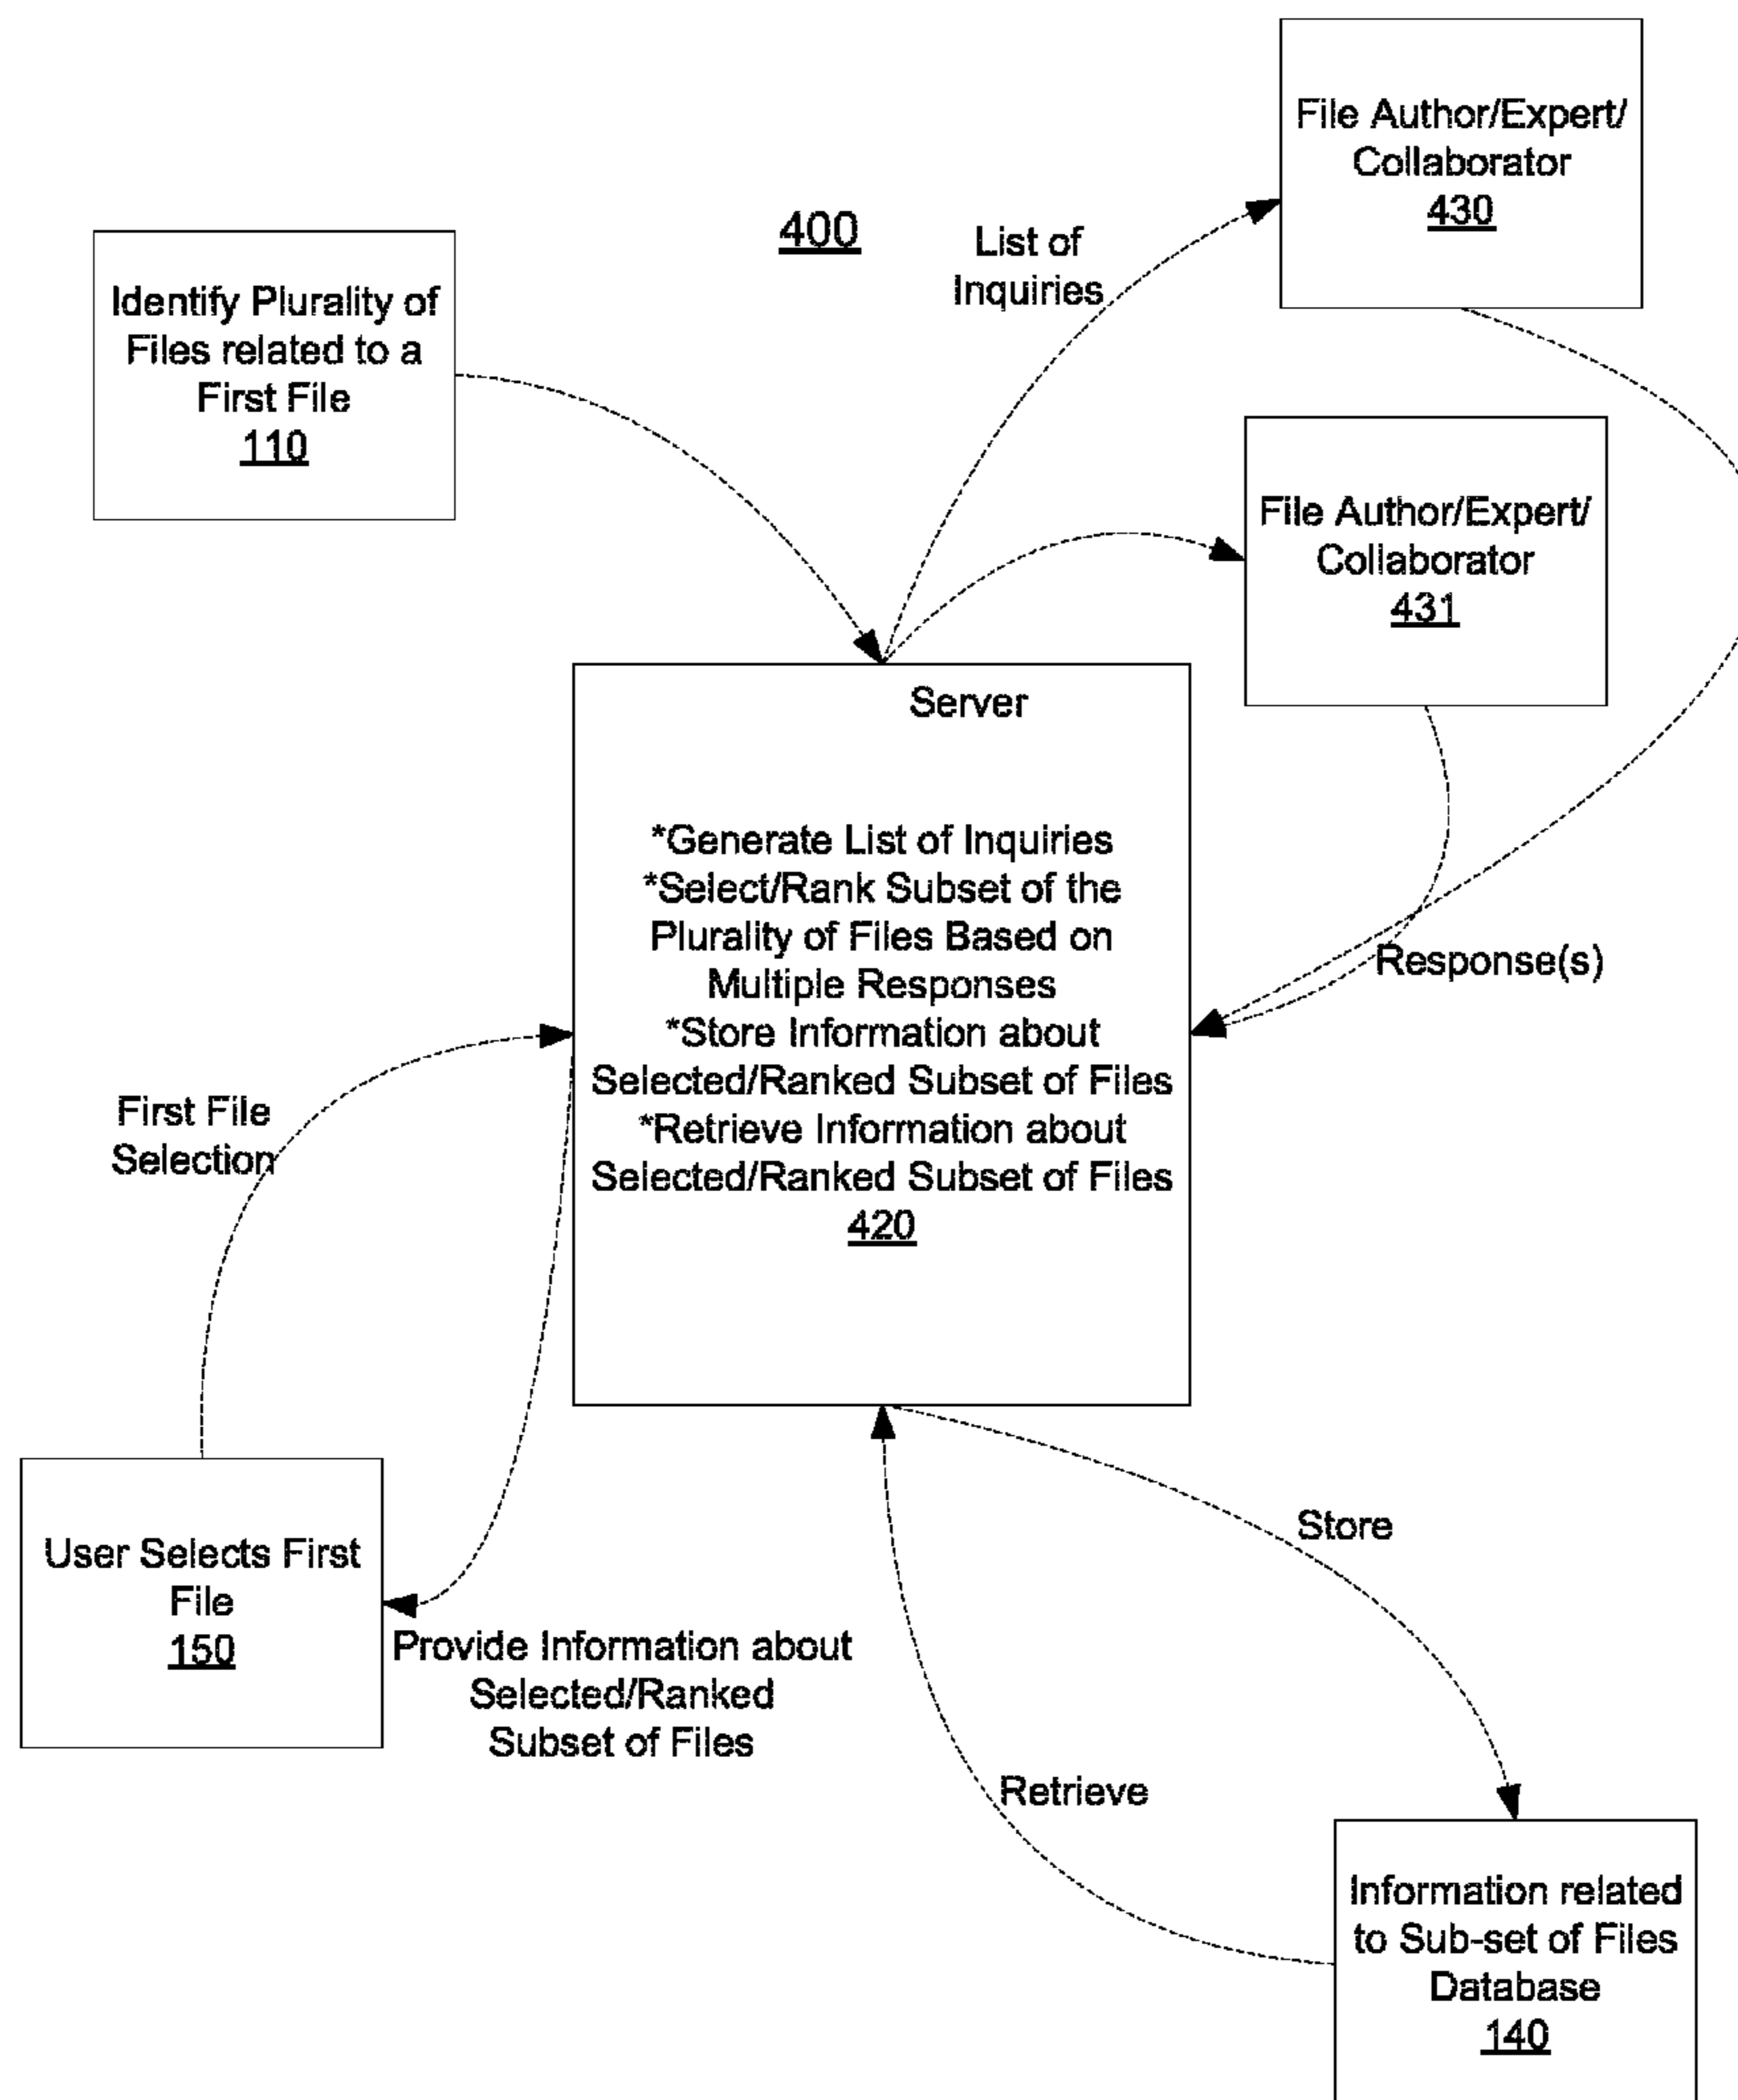 File Author/Expert/
Collaborator
430
400
List of
Inquiries
Identify Plurality of
Files related to a
First File
110
File Author/Expert/
Collaborator
431
Server
*Generate List of Inquiries
*Select/Rank Subset of the
Plurality of Files Based on
Multiple Responses
*Store Information about
Selected/Ranked Subset of Files
*Retrieve Information about
Selected/Ranked Subset of Files
420
Response(s)
First File
Selection
User Selects First
File
150
Provide Information about
Selected/Ranked
Subset of Files
Store
Retrieve
Information related
to Sub-set of Files
Database
140